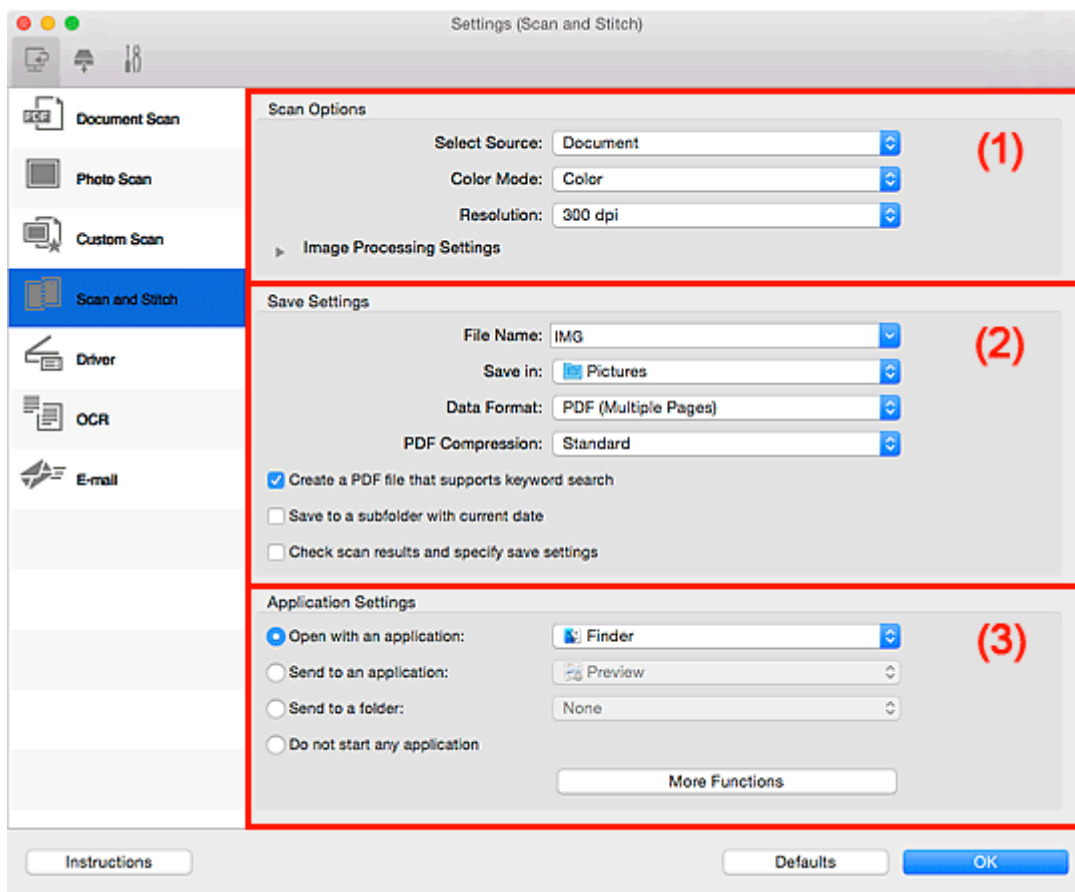 Settings (Scan and Stitch)
Document Scan
Photo Scan
Custom Scan
Scan and Stitch
Driver
OCR
E-mail
Scan Options
(1)
Select Source: Document
Color Mode: Color
Resolution: 300 dpi
Image Processing Settings
Save Settings
(2)
File Name: IMG
Save in: Pictures
Data Format: PDF (Multiple Pages)
PDF Compression: Standard
Create a PDF file that supports keyword search
Save to a subfolder with current date
Check scan results and specify save settings
Application Settings
(3)
Open with an application: Finder
Send to an application: Preview
Send to a folder: None
Do not start any application
More Functions
Instructions Defaults OK